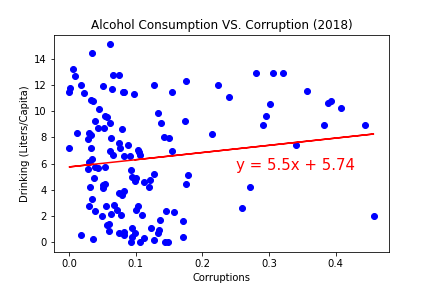 Alcohol Consumption VS. Corruption (2018)
Drinking (Liters/Capita)
14
12
10
8
6
4
2
0
y = 5.5x + 5.74
0.0 0.1 0.2 0.3 0.4
Corruptions